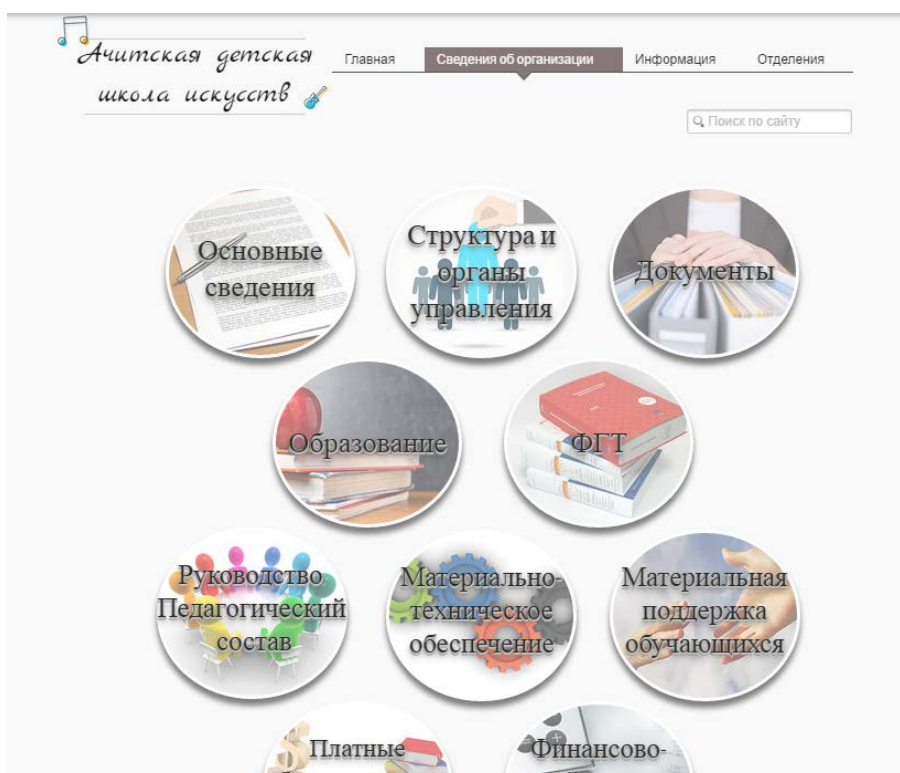 Ачитская детская
школа искусств
Главная
Сведения об организации
Информация
Отделения
Поиск по сайту
Основные
сведения
Структура и
органы
управления
Документы
Образование
ФГТ
Руководство.
Педагогический
состав
Материально-
техническое
обеспечение
Материальная
поддержка
обучающихся
Платные
Финансово-